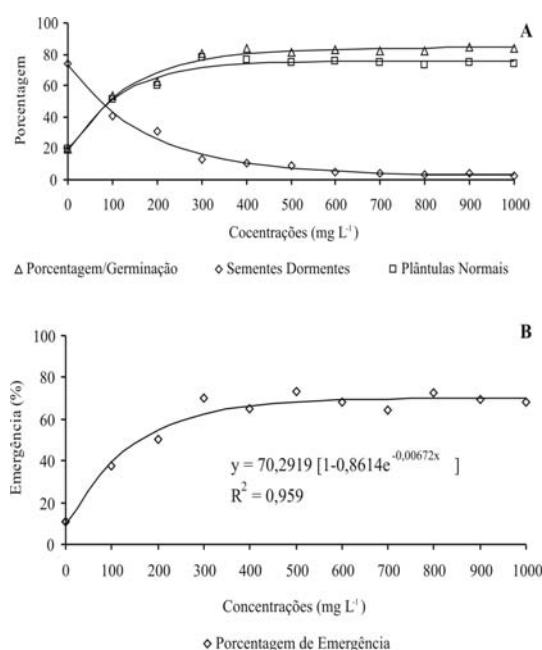 A
Porcentagem
100
80
60
40
20
0
0 100 200 300 400 500 600 700 800 900 1000
Cocentrações (mg L⁻¹)
Porcentagem/Germinação Sementes Dormentes Plântulas Normais
B
Emergência (%)
100
80
60
40
20
0
y = 70,2919 [1-0,8614e^-0,00672x ]
R² = 0,959
0 100 200 300 400 500 600 700 800 900 1000
Concentrações (mg L⁻¹)
Porcentagem de Emergência